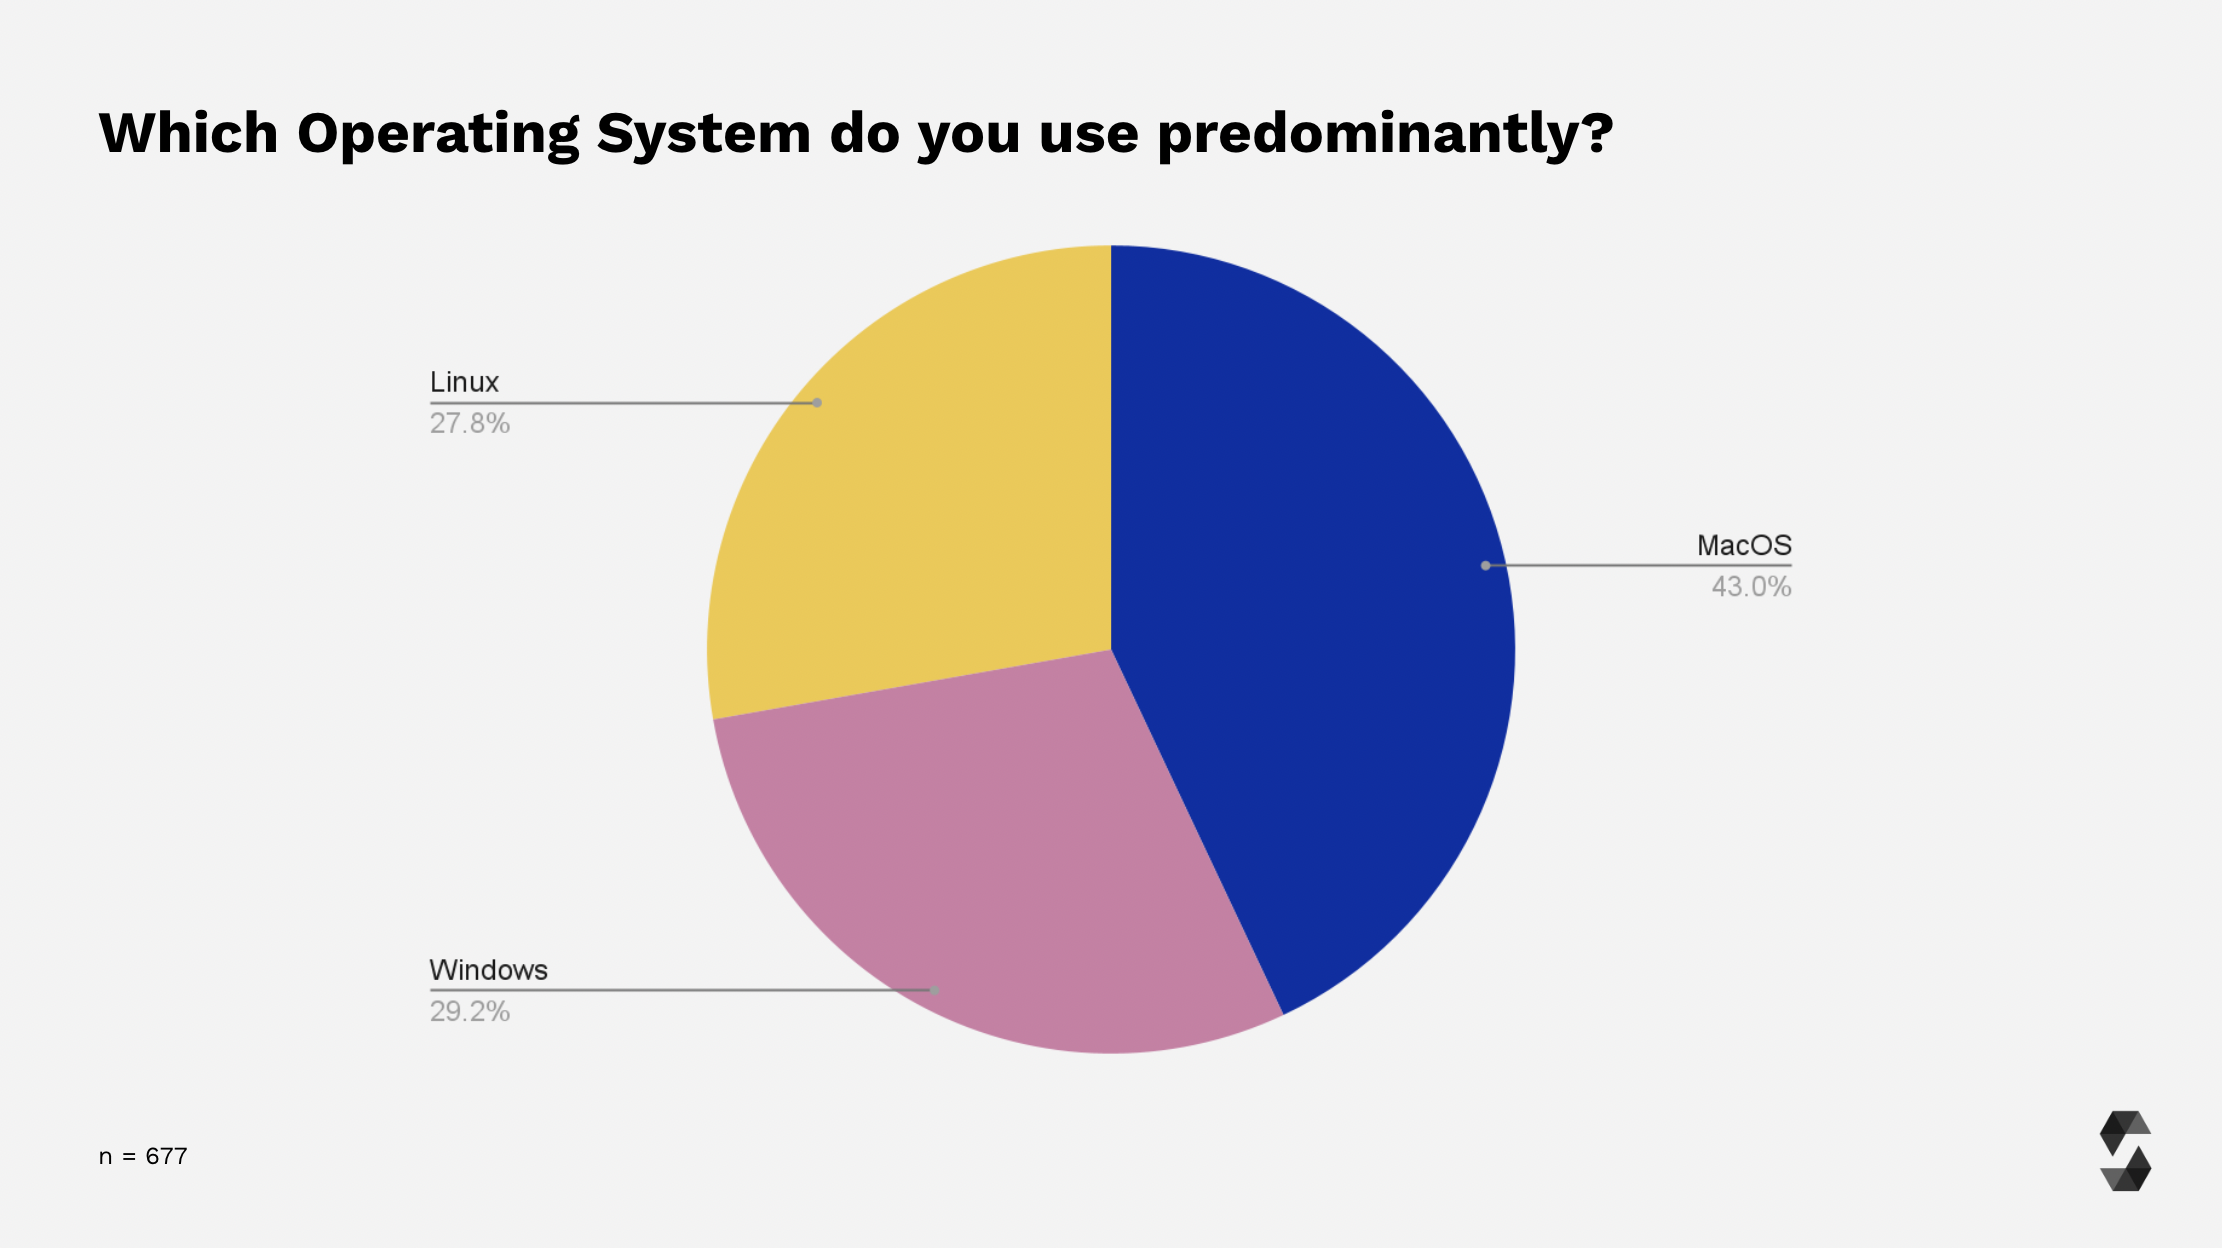 Which Operating System do you use predominantly?
Linux
27.8%
MacOS
43.0%
Windows
29.2%
n = 677